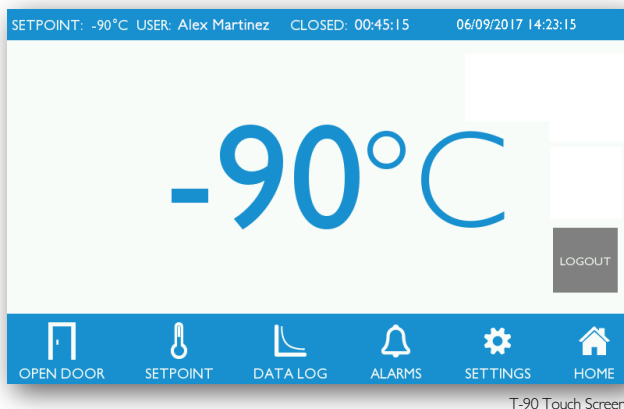 SETPOINT: -90°C USER: Alex Martinez CLOSED: 00:45:15 06/09/2017 14:23:15
-90°C
LOGOUT
OPEN DOOR SETPOINT DATA LOG ALARMS SETTINGS HOME
T-90 Touch Screen